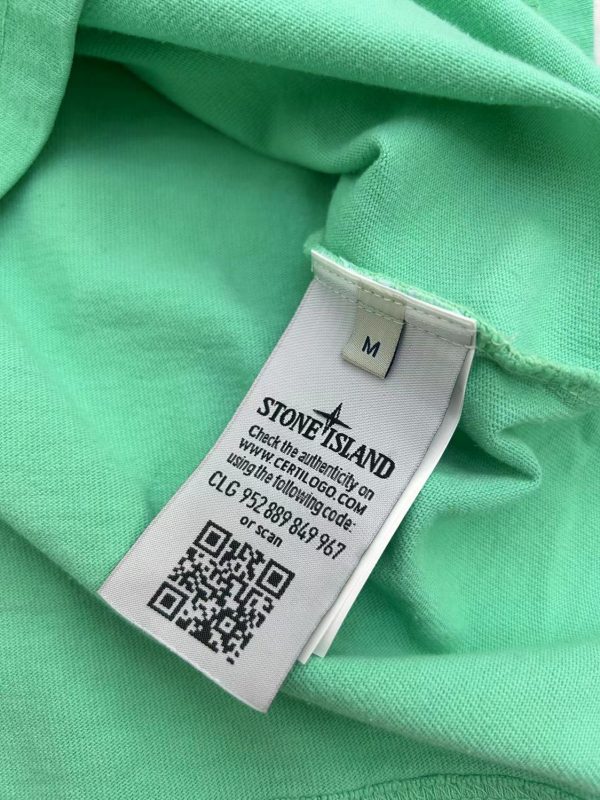 M
STONE ISLAND
Check the authenticity on
WWW.CERTILOGO.COM
using the following code:
CLG 952 889 849 967
or scan